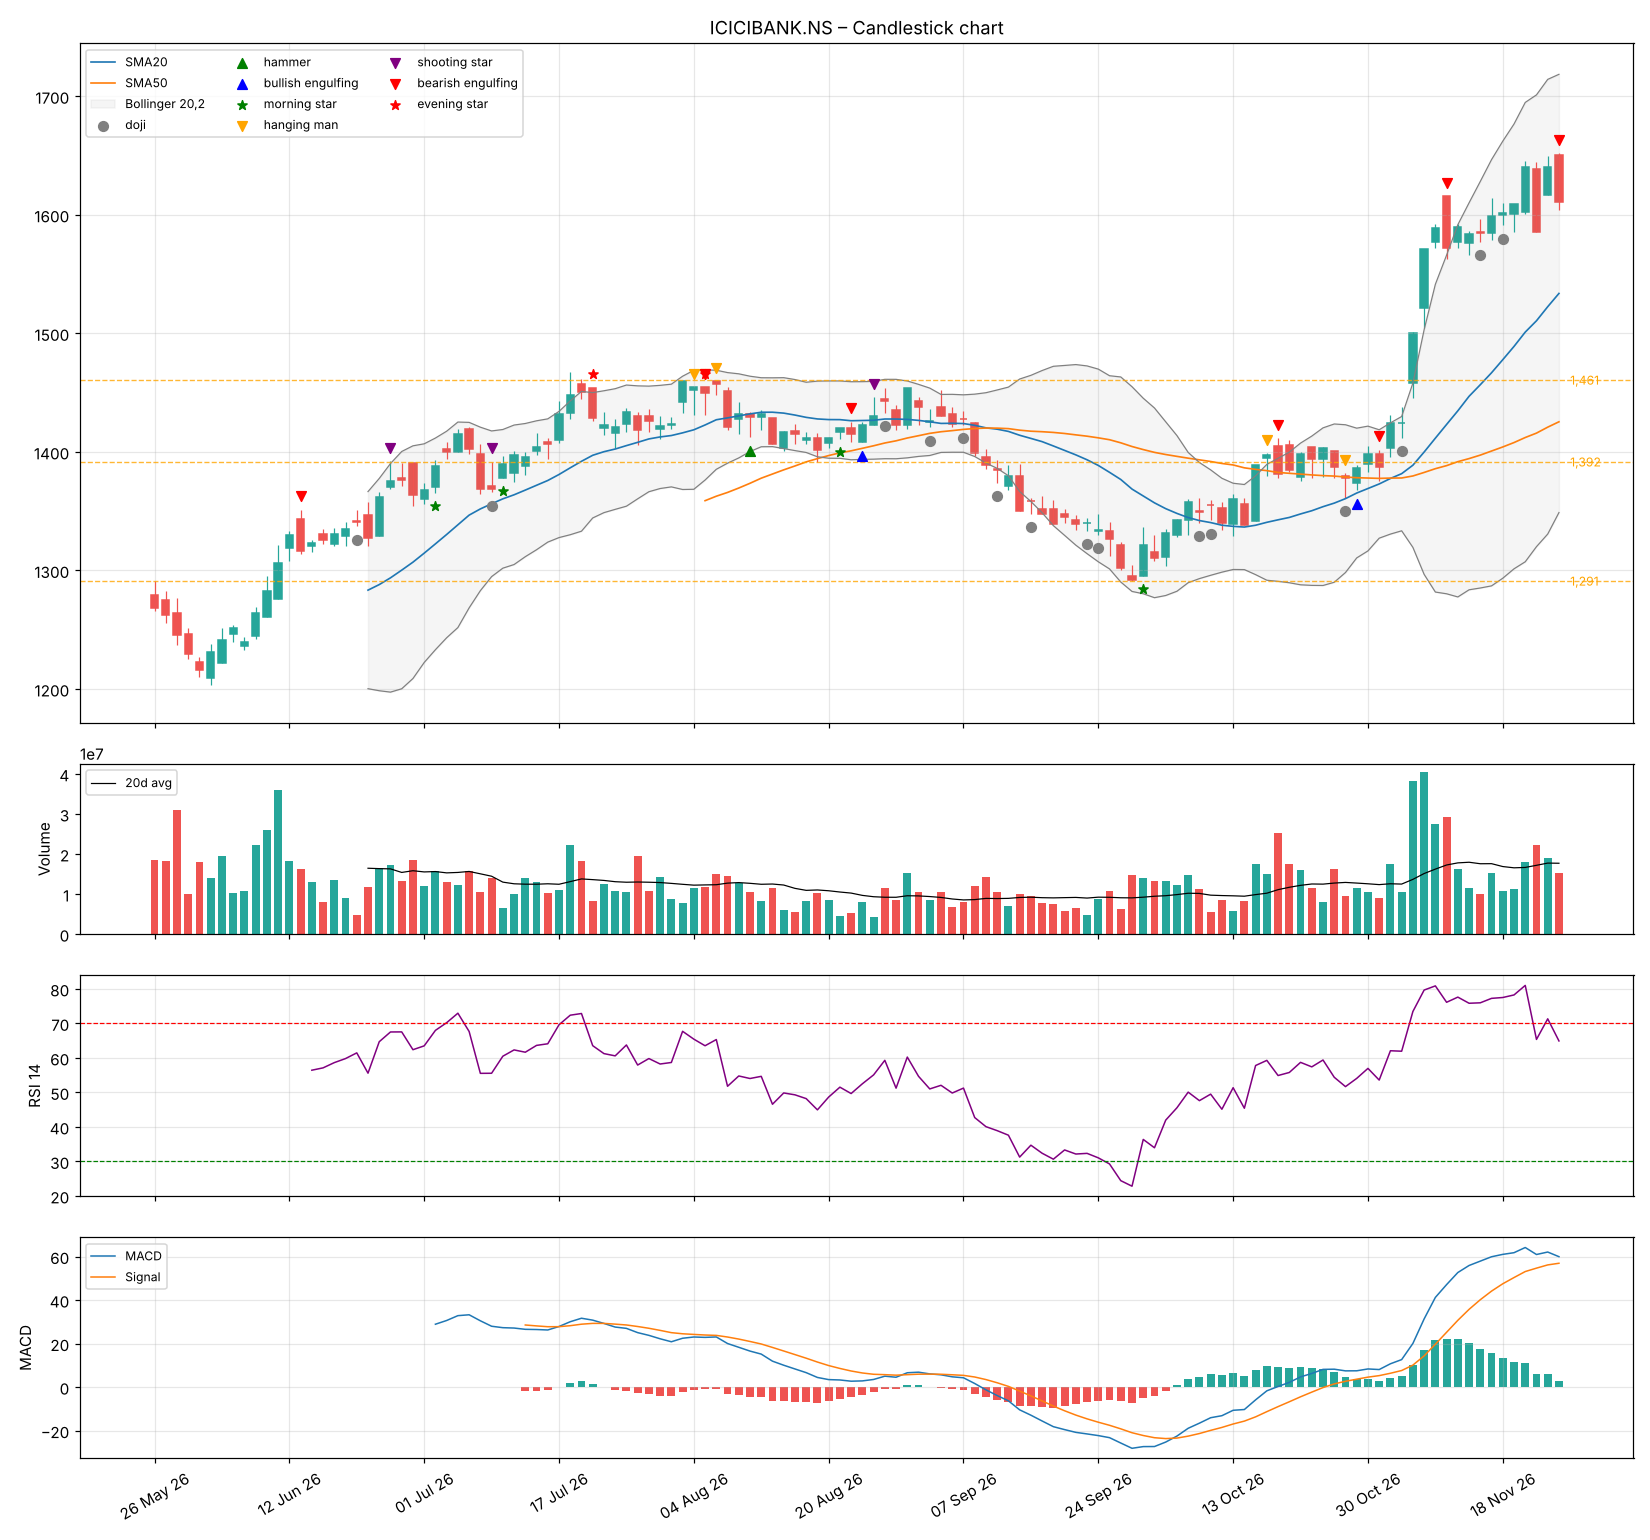 ICICIBANK.NS – Candlestick chart
SMA20
SMA50
Bollinger 20,2
doji
hammer
bullish engulfing
morning star
hanging man
shooting star
bearish engulfing
evening star
1700
1600
1500
1400
1300
1200
1,461
1,392
1,291
1e7
20d avg
Volume
4
3
2
1
0
RSI 14
80
70
60
50
40
30
20
MACD
Signal
MACD
60
40
20
0
−20
26 May 26
12 Jun 26
01 Jul 26
17 Jul 26
04 Aug 26
20 Aug 26
07 Sep 26
24 Sep 26
13 Oct 26
30 Oct 26
18 Nov 26